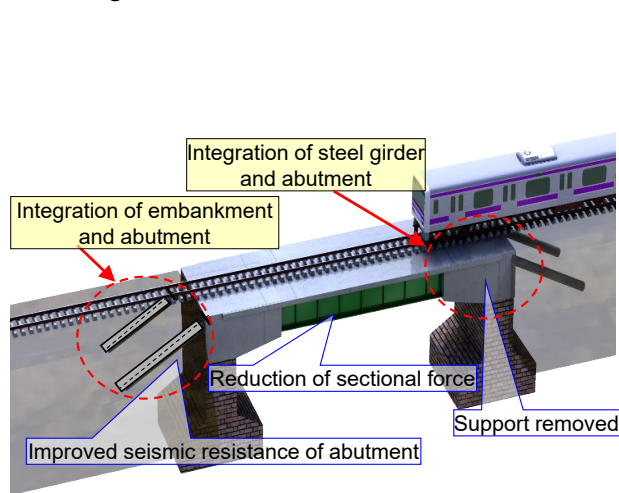 Integration of steel girder
and abutment
Integration of embankment
and abutment
Reduction of sectional force
Support removed
Improved seismic resistance of abutment